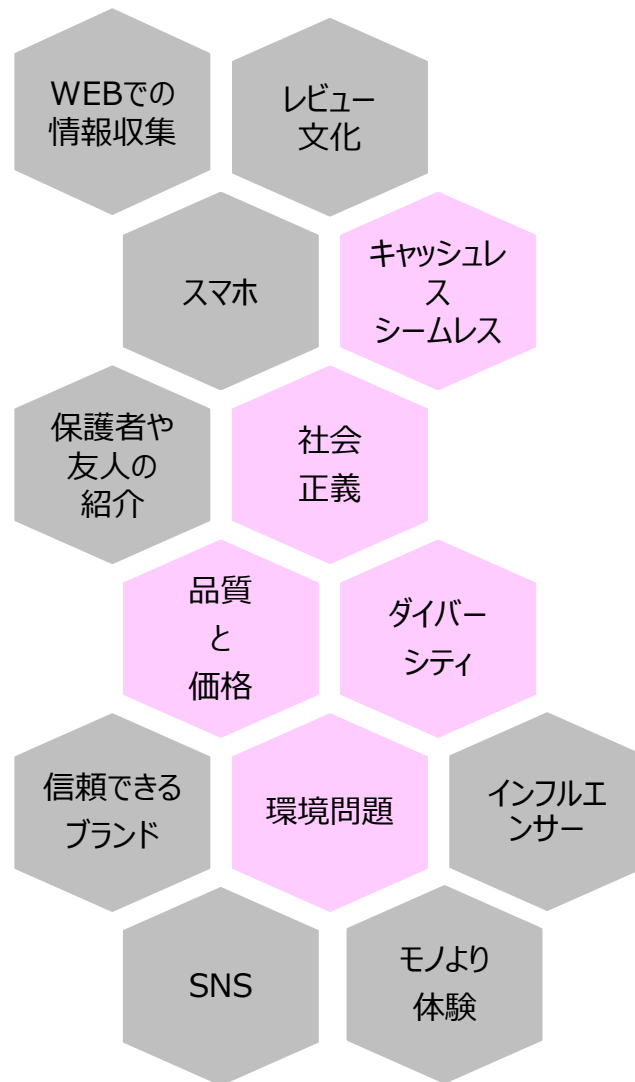 WEBでの
情報収集
レビュー
文化
スマホ
キャッシュレ
ス
シームレス
保護者や
友人の
紹介
社会
正義
品質
と
価格
ダイバー
シティ
信頼できる
ブランド
環境問題
インフルエ
ンサー
SNS
モノより
体験